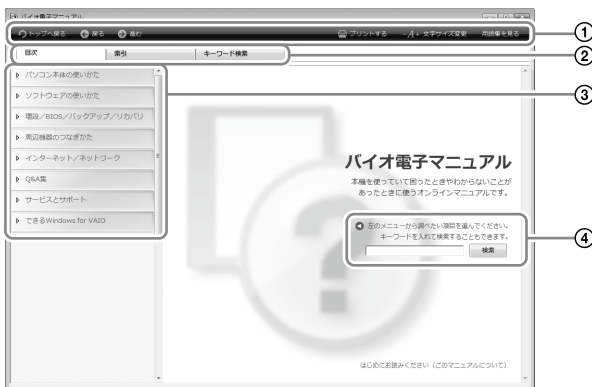 バイオ電子マニュアル
トップへ戻る 戻る 進む プリントする - A + 文字サイズ変更 用語集を見る
①
目次 索引 キーワード検索
②
パソコン本体の使いかた
③
ソフトウェアの使いかた
増設/BIOS/バックアップ/リカバリ
周辺機器のつなぎかた
インターネット/ネットワーク
Q&A集
サービスとサポート
できるWindows for VAIO
バイオ電子マニュアル
本機を使っていて困ったときやわからないことが
あったときに使うオンラインマニュアルです。
左のメニューから調べたい項目を選んでください。
キーワードを入れて検索することもできます。
検索
④
はじめにお読みください（このマニュアルについて）